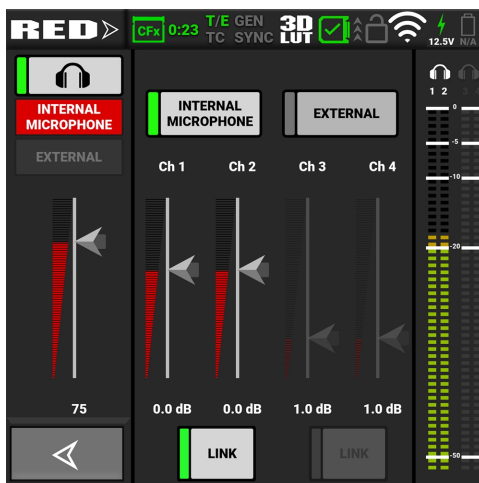 RED
CFx 0:23 T/E GEN 3D
TC SYNC LUT
12.5V N/A
INTERNAL
MICROPHONE
EXTERNAL
75
INTERNAL
MICROPHONE
EXTERNAL
Ch 1 Ch 2 Ch 3 Ch 4
0.0 dB 0.0 dB 1.0 dB 1.0 dB
LINK LINK
1 2 3 4
0
-5
-10
-20
-50